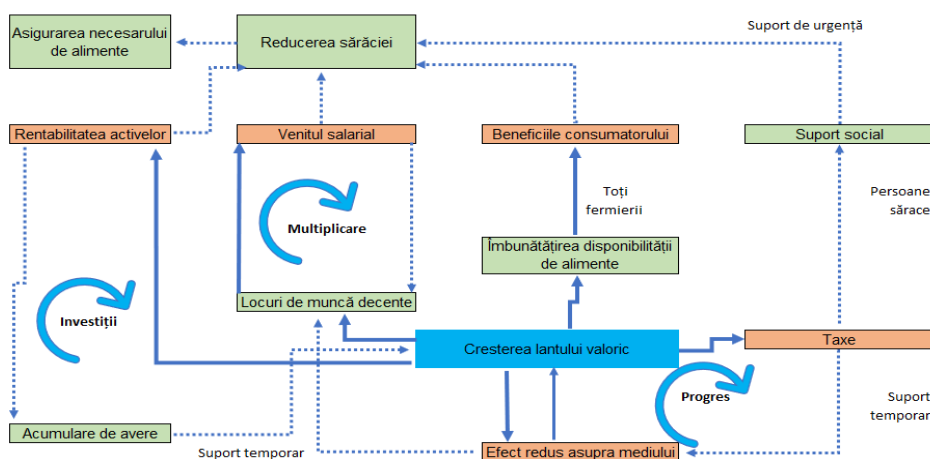 Suport de urgență
Asigurarea necesarului
de alimente
Reducerea sărăciei
Rentabilitatea activelor
Venitul salarial
Beneficiile consumatorului
Suport social
Toți
fermierii
Persoane
sărace
Multiplicare
Îmbunătățirea disponibilității
de alimente
Investiții
Locuri de muncă decente
Cresterea lantului valoric
Taxe
Progres
Suport
temporar
Acumulare de avere
Suport temporar
Efect redus asupra mediului